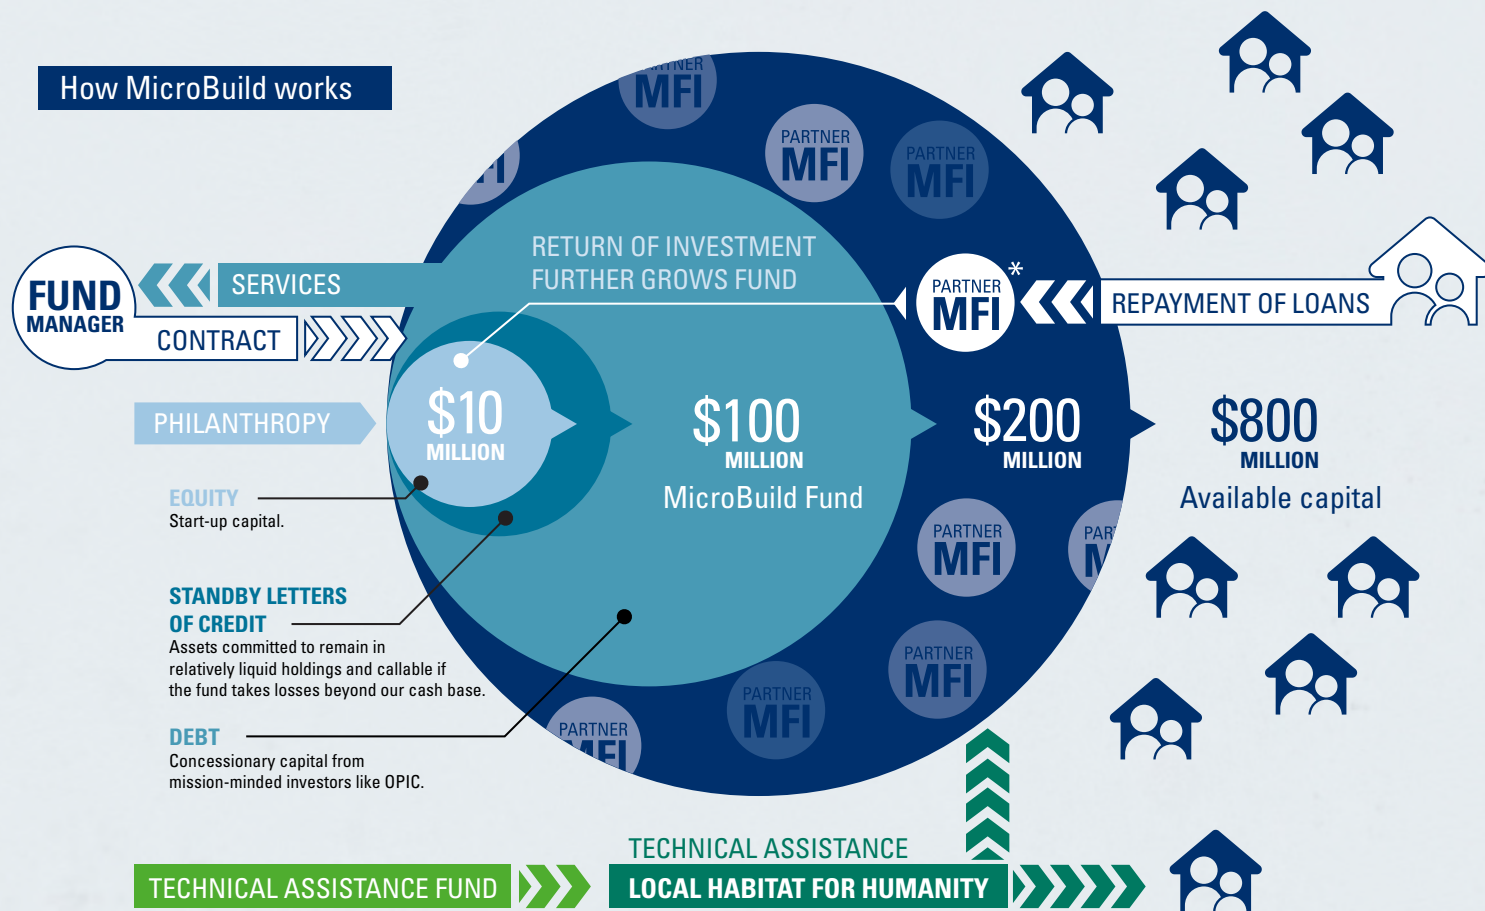 How MicroBuild works
PARTNER
MFI
PARTNER
MFI
PARTNER
MFI
MFI
RETURN OF INVESTMENT
FURTHER GROWS FUND
FUND
MANAGER
SERVICES
CONTRACT
PARTNER
MFI
*
REPAYMENT OF LOANS
PHILANTHROPY
$10
MILLION
$100
MILLION
MicroBuild Fund
$200
MILLION
$800
MILLION
Available capital
EQUITY
Start-up capital.
STANDBY LETTERS
OF CREDIT
Assets committed to remain in
relatively liquid holdings and callable if
the fund takes losses beyond our cash base.
DEBT
Concessionary capital from
mission-minded investors like OPIC.
PARTNER
MFI
PAR
M
PARTNER
MFI
PARTNER
MFI
PARTNER
MFI
TECHNICAL ASSISTANCE
TECHNICAL ASSISTANCE FUND
LOCAL HABITAT FOR HUMANITY